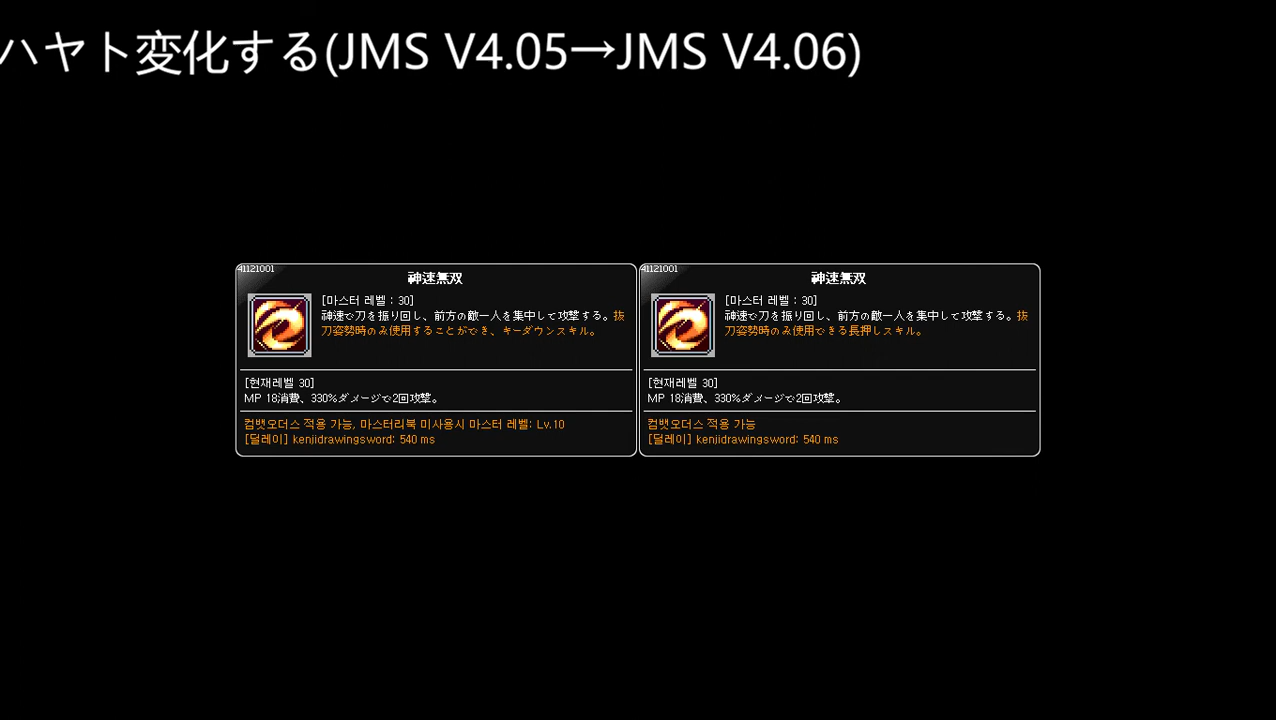 ハヤト変化する(JMS V4.05→JMS V4.06)
41121001
神速無双
[마스터 레벨 : 30]
神速で刀を振り回し、前方の敵一人を集中して攻撃する。抜
刀姿勢時のみ使用することができ、キーダウンスキル。
[현재레벨 30]
MP 18消費、330%ダメージで2回攻撃。
컴뱃오더스 적용 가능, 마스터리북 미사용시 마스터 레벨: Lv.10
[딜레이] kenjidrawingsword: 540 ms
41121001
神速無双
[마스터 레벨 : 30]
神速で刀を振り回し、前方の敵一人を集中して攻撃する。抜
刀姿勢時のみ使用できる長押しスキル。
[현재레벨 30]
MP 18消費、330%ダメージで2回攻撃。
컴뱃오더스 적용 가능
[딜레이] kenjidrawingsword: 540 ms